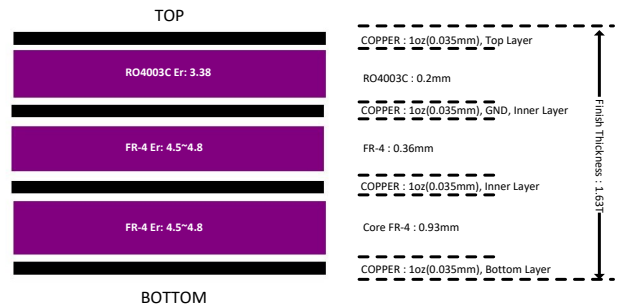 TOP
COPPER : 1oz(0.035mm), Top Layer
RO4003C Er: 3.38
RO4003C : 0.2mm
COPPER : 1oz(0.035mm), GND, Inner Layer
FR-4 Er: 4.5~4.8
FR-4 : 0.36mm
COPPER : 1oz(0.035mm), Inner Layer
FR-4 Er: 4.5~4.8
Core FR-4 : 0.93mm
COPPER : 1oz(0.035mm), Bottom Layer
BOTTOM
Finish Thickness : 1.63T